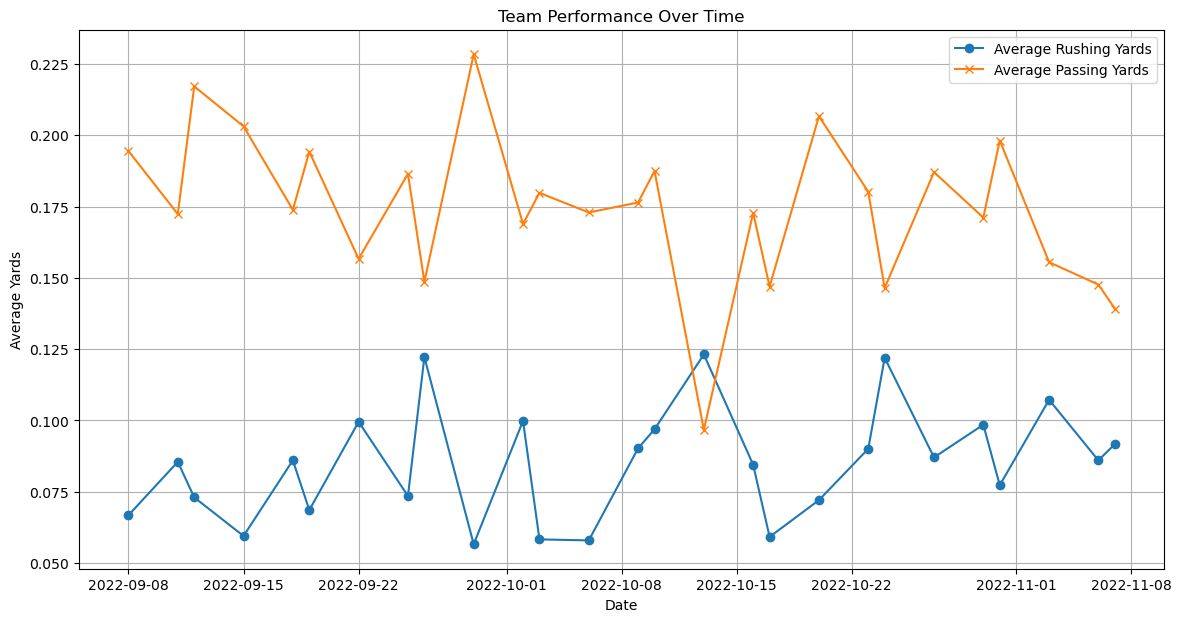 Team Performance Over Time
Average Rushing Yards
Average Passing Yards
Average Yards
0.225
0.200
0.175
0.150
0.125
0.100
0.075
0.050
2022-09-08 2022-09-15 2022-09-22 2022-10-01 2022-10-08 2022-10-15 2022-10-22 2022-11-01 2022-11-08
Date